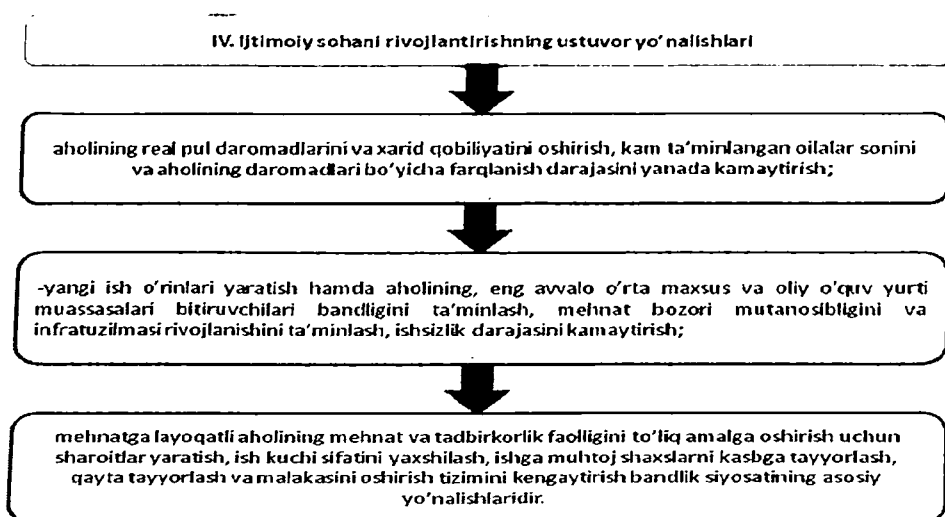 IV. Ijtimoiy sohani rivojlantirishning ustuvor yo'nalishlari
aholining real pul daromadlarini va xarid qobiliyatini oshirish, kam ta'minlangan oilalar sonini
va aholining daromadlari bo'yicha farqlanish darajasini yanada kamaytirish;
-yangi ish o'rinlari yaratish hamda aholining, eng avvalo o'rta maxsus va oliy o'quv yurti
muassasalari bitiruvchilari bandligini ta'minlash, mehnat bozori mutanosibligini va
infratuzilmasi rivojlanishini ta'minlash, ishsizlik darajasini kamaytirish;
mehnatga layoqatli aholining mehnat va tadbirkorlik faolligini to'liq amalga oshirish uchun
sharoitlar yaratish, ish kuchi sifatini yaxshilash, ishga muhtoj shaxslarni kasbga tayyorlash,
qayta tayyorlash va malakasini oshirish tizimini kengaytirish bandlik siyosatining asosiy
yo'nalishlaridir.